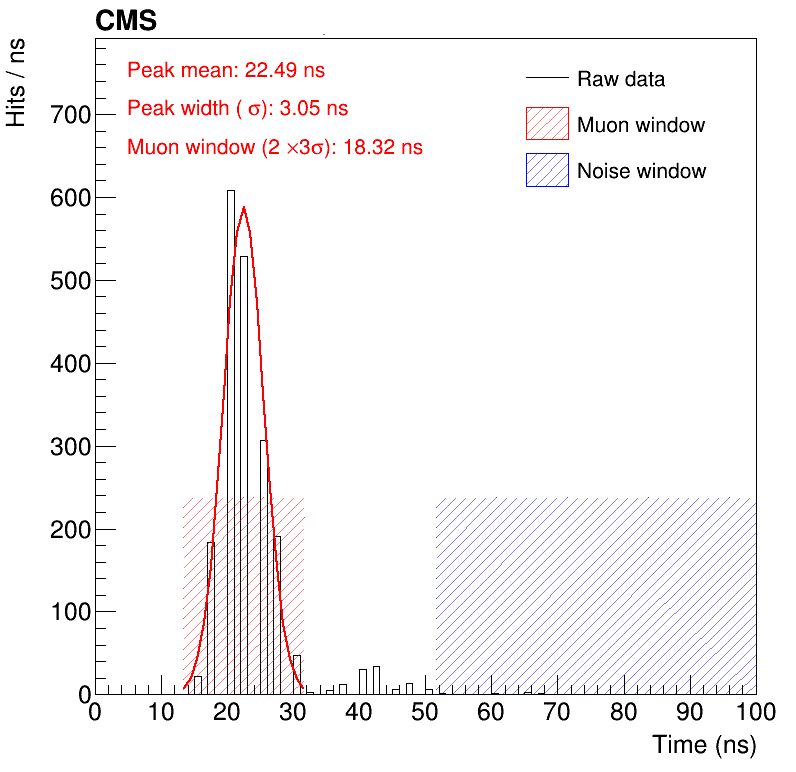 CMS
Hits / ns
Peak mean: 22.49 ns
Peak width ( σ): 3.05 ns
Muon window (2 ×3σ): 18.32 ns
Raw data
Muon window
Noise window
700
600
500
400
300
200
100
0
0 10 20 30 40 50 60 70 80 90 100
Time (ns)